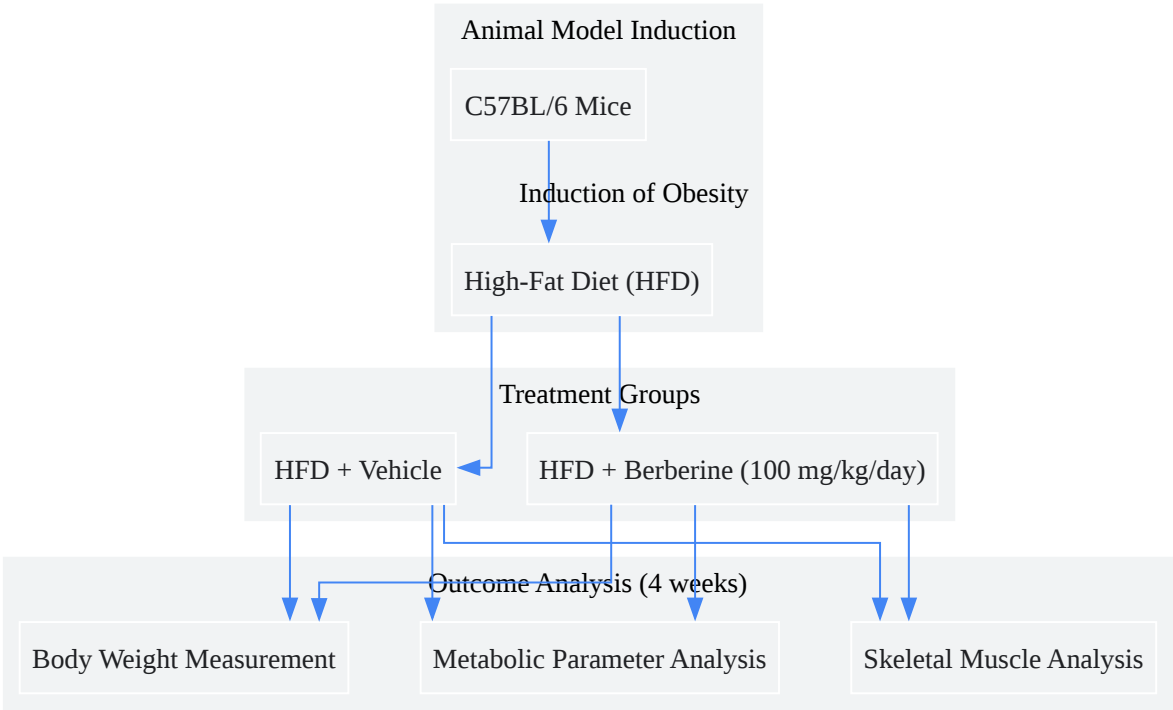 Animal Model Induction
C57BL/6 Mice
Induction of Obesity
High-Fat Diet (HFD)
Treatment Groups
HFD + Vehicle
HFD + Berberine (100 mg/kg/day)
Outcome Analysis (4 weeks)
Body Weight Measurement
Metabolic Parameter Analysis
Skeletal Muscle Analysis